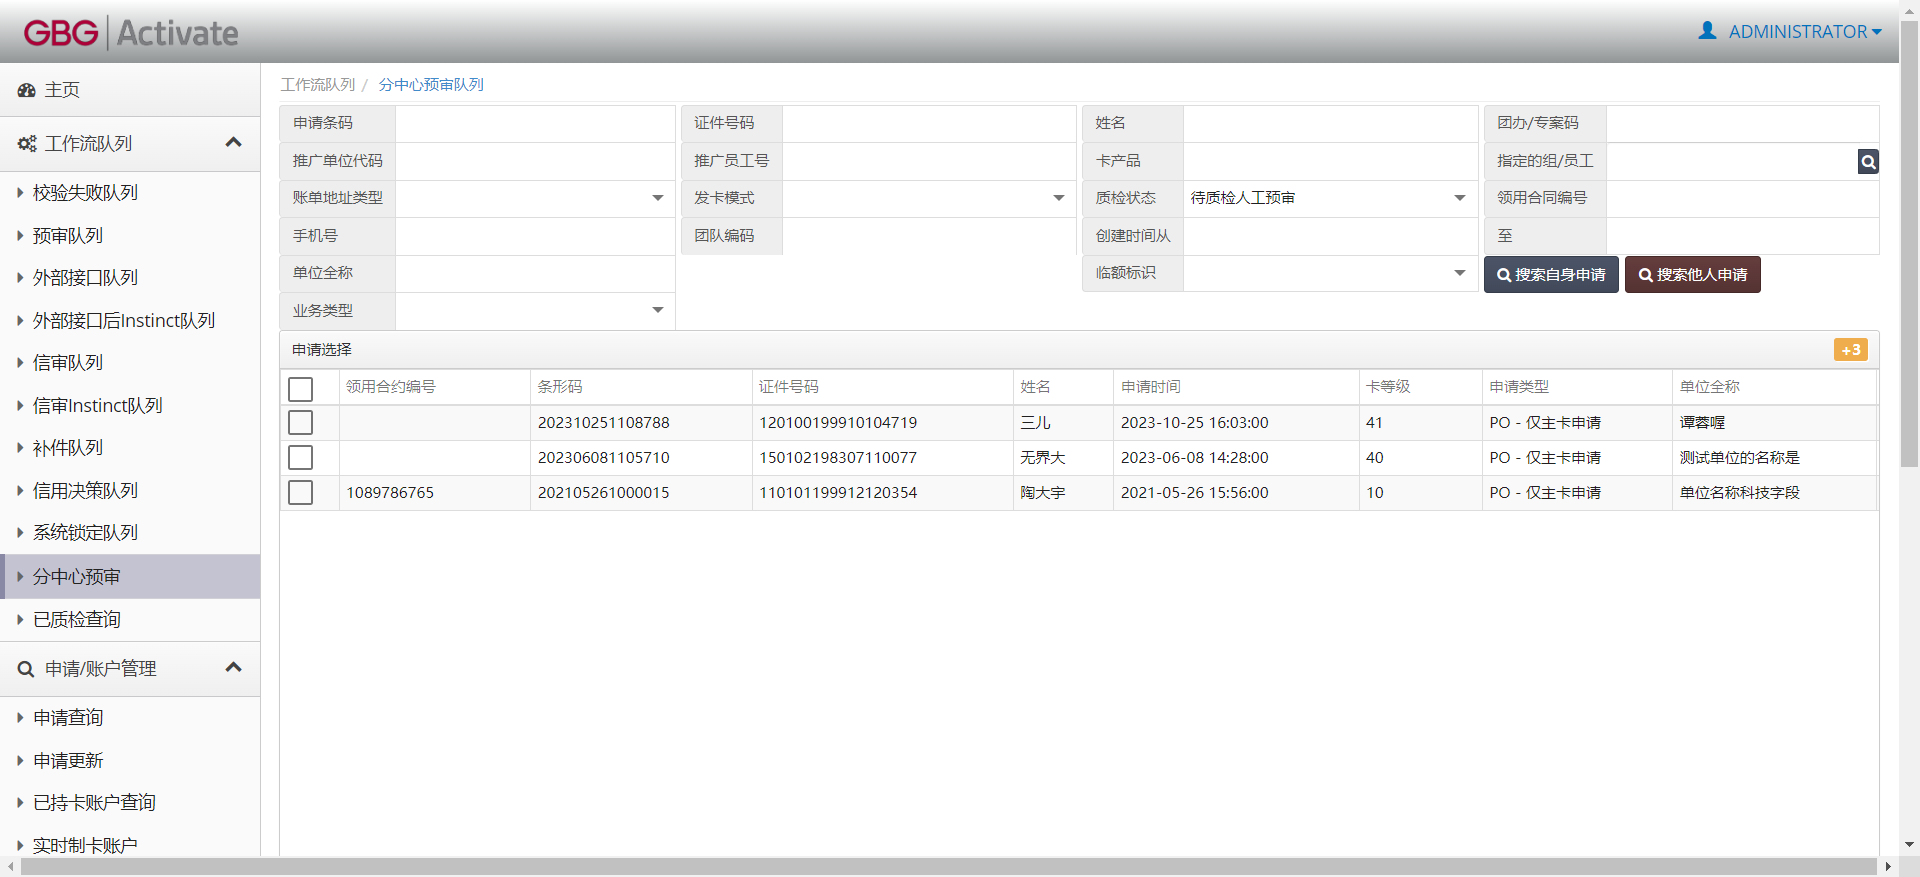 GBG Activate
ADMINISTRATOR
主页
工作流队列
校验失败队列
预审队列
外部接口队列
外部接口后Instinct队列
信审队列
信审Instinct队列
补件队列
信用决策队列
系统锁定队列
分中心预审
已质检查询
申请/账户管理
申请查询
申请更新
已持卡账户查询
实时制卡账户
工作流队列 / 分中心预审队列
申请条码 证件号码 姓名 团办/专案码
推广单位代码 推广员工号 卡产品 指定的组/员工
账单地址类型 发卡模式 质检状态 待质检人工预审 领用合同编号
手机号 团队编码 创建时间从 至
单位全称 临额标识 搜索自身申请 搜索他人申请
业务类型
申请选择 +3
领用合约编号 条形码 证件号码 姓名 申请时间 卡等级 申请类型 单位全称
202310251108788 120100199910104719 三儿 2023-10-25 16:03:00 41 PO - 仅主卡申请 谭蓉喔
202306081105710 150102198307110077 无界大 2023-06-08 14:28:00 40 PO - 仅主卡申请 测试单位的名称是
1089786765 202105261000015 110101199912120354 陶大宇 2021-05-26 15:56:00 10 PO - 仅主卡申请 单位名称科技字段